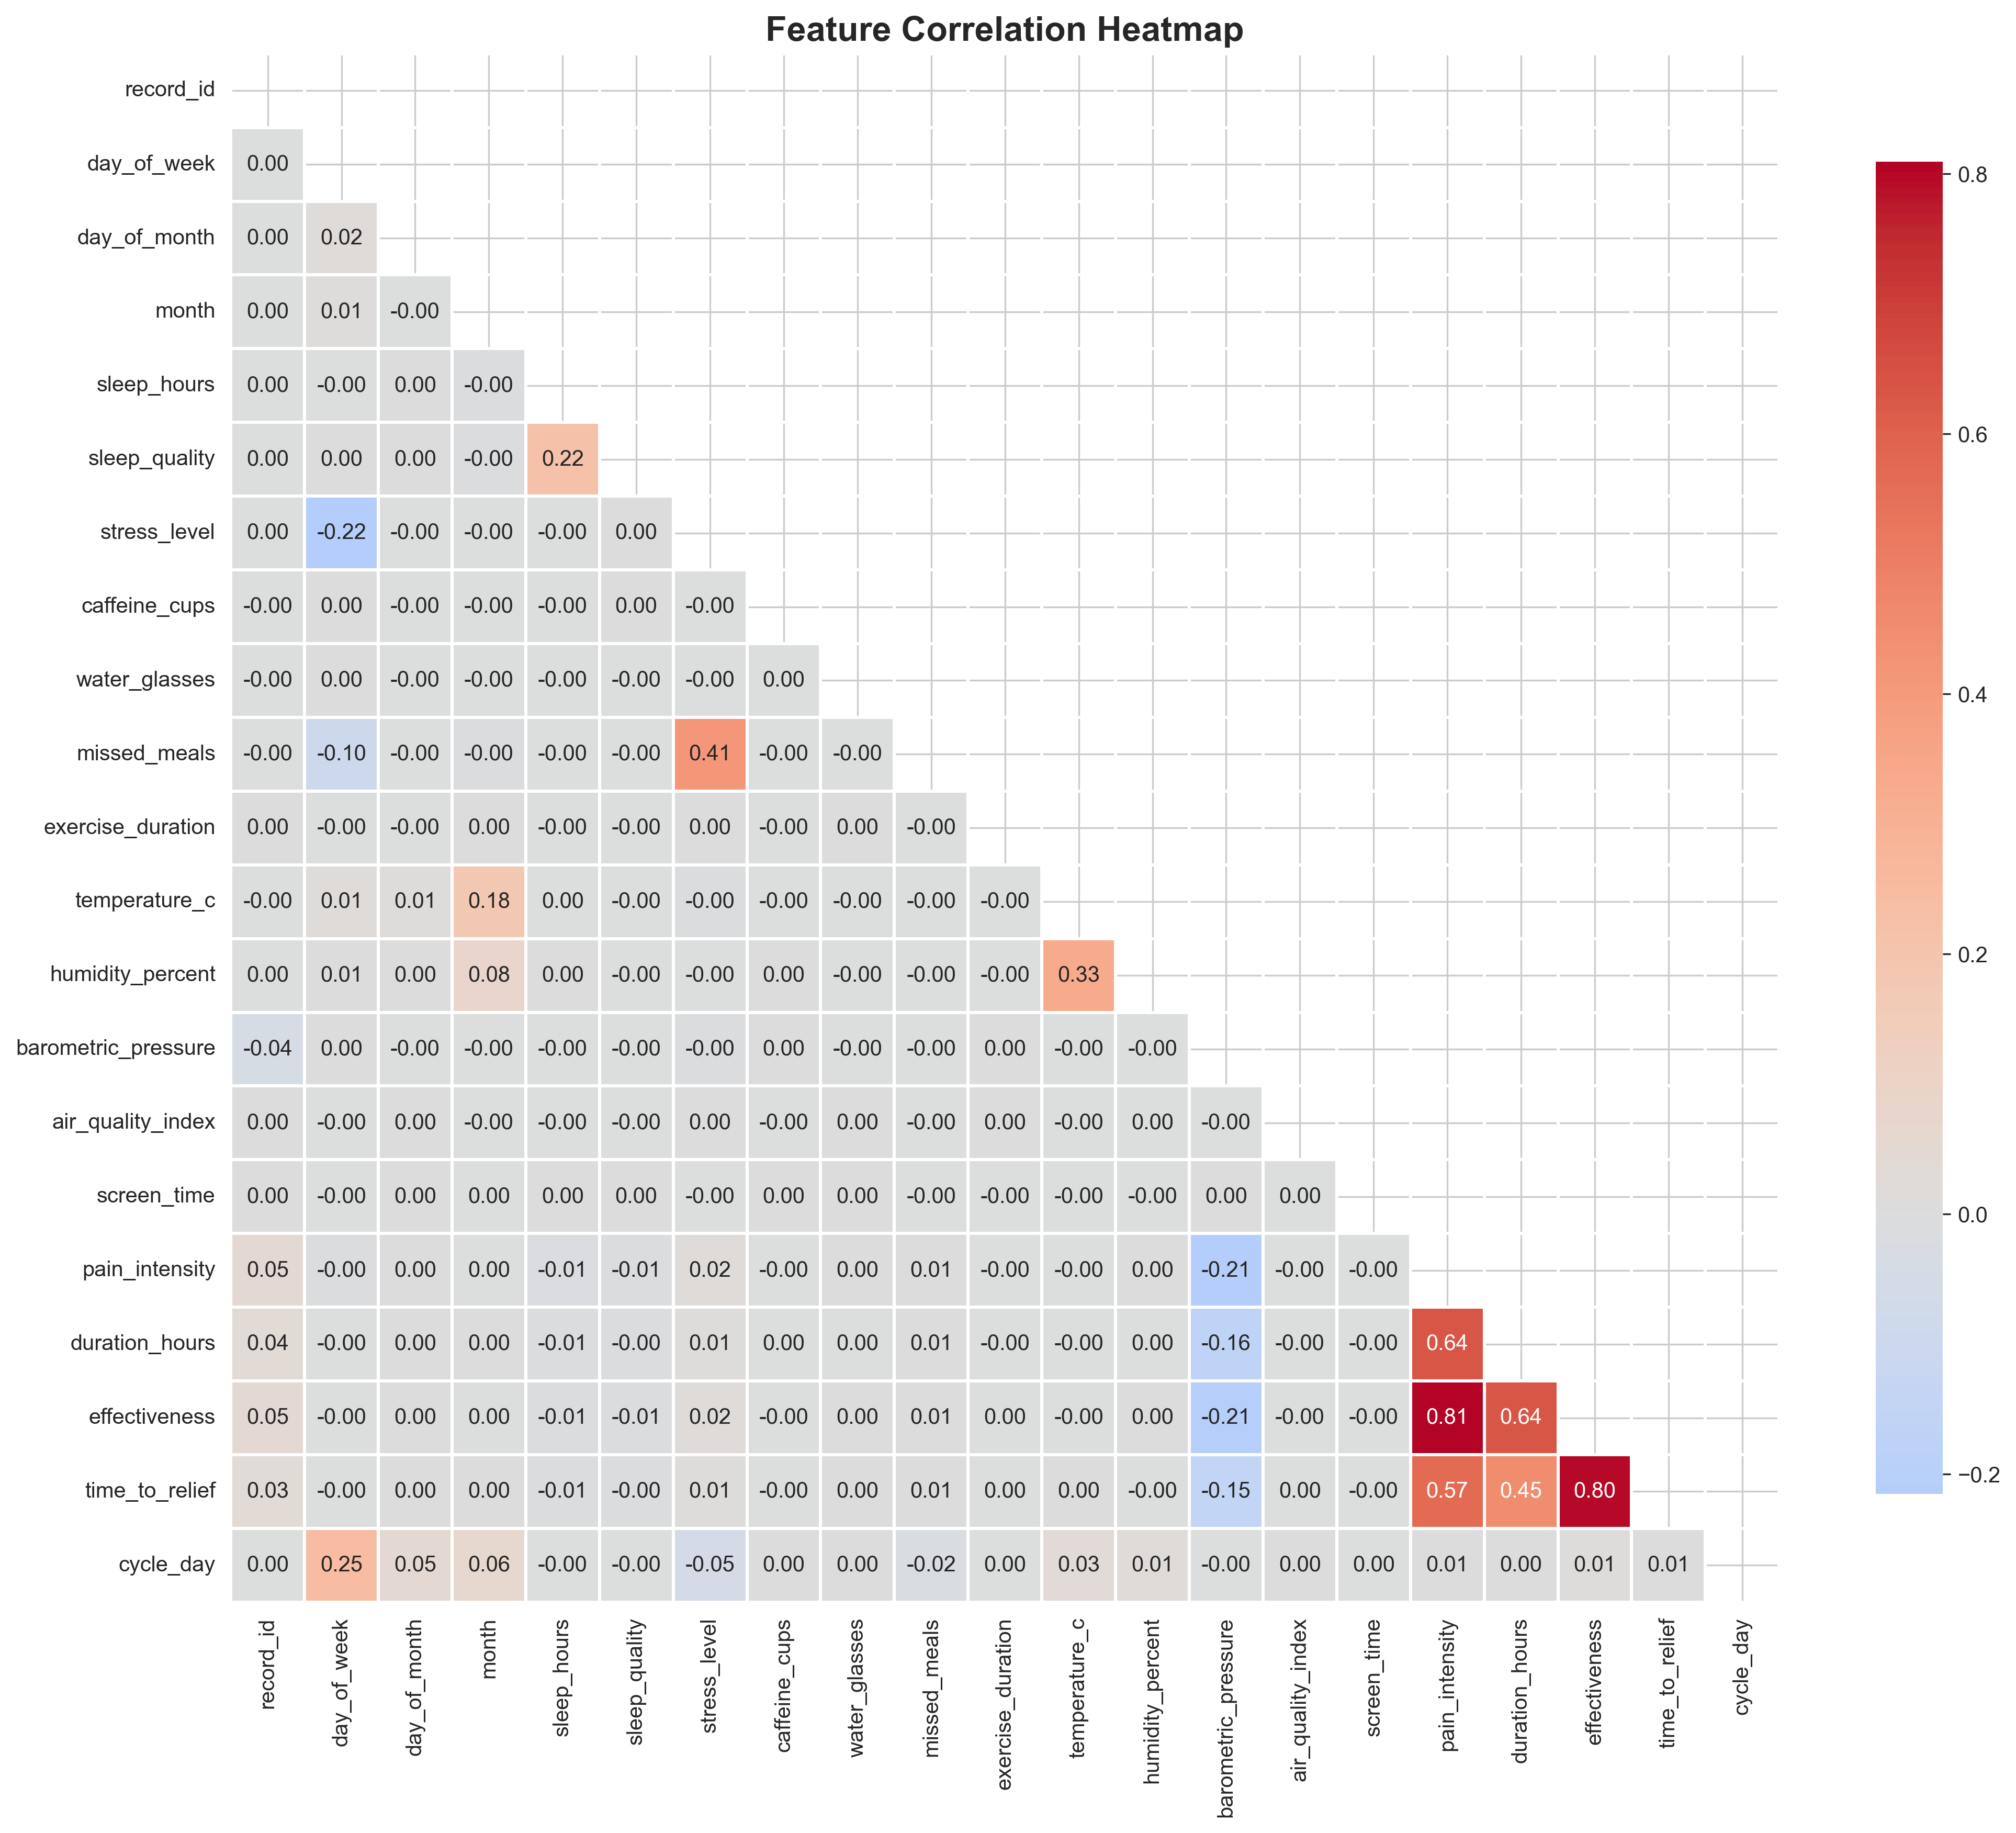 Feature Correlation Heatmap
record_id
day_of_week 0.00
day_of_month 0.00 0.02
month 0.00 0.01 -0.00
sleep_hours 0.00 -0.00 0.00 -0.00
sleep_quality 0.00 0.00 0.00 -0.00 0.22
stress_level 0.00 -0.22 -0.00 -0.00 -0.00 0.00
caffeine_cups -0.00 0.00 -0.00 -0.00 -0.00 0.00 -0.00
water_glasses -0.00 0.00 -0.00 -0.00 -0.00 -0.00 -0.00 0.00
missed_meals -0.00 -0.10 -0.00 -0.00 -0.00 -0.00 0.41 -0.00 -0.00
exercise_duration 0.00 -0.00 -0.00 0.00 -0.00 -0.00 0.00 -0.00 0.00 -0.00
temperature_c -0.00 0.01 0.01 0.18 0.00 -0.00 -0.00 -0.00 -0.00 -0.00 -0.00
humidity_percent 0.00 0.01 0.00 0.08 0.00 -0.00 -0.00 0.00 -0.00 -0.00 -0.00 0.33
barometric_pressure -0.04 0.00 -0.00 -0.00 -0.00 -0.00 -0.00 0.00 -0.00 -0.00 0.00 -0.00 -0.00
air_quality_index 0.00 -0.00 0.00 -0.00 -0.00 -0.00 0.00 -0.00 0.00 -0.00 0.00 -0.00 0.00 -0.00
screen_time 0.00 -0.00 0.00 0.00 0.00 0.00 -0.00 0.00 0.00 -0.00 -0.00 -0.00 -0.00 0.00 0.00
pain_intensity 0.05 -0.00 0.00 0.00 -0.01 -0.01 0.02 -0.00 0.00 0.01 -0.00 -0.00 0.00 -0.21 -0.00 -0.00
duration_hours 0.04 -0.00 0.00 0.00 -0.01 -0.00 0.01 0.00 0.00 0.01 -0.00 -0.00 0.00 -0.16 -0.00 -0.00 0.64
effectiveness 0.05 -0.00 0.00 0.00 -0.01 -0.01 0.02 -0.00 0.00 0.01 0.00 -0.00 0.00 -0.21 -0.00 -0.00 0.81 0.64
time_to_relief 0.03 -0.00 0.00 0.00 -0.01 -0.00 0.01 -0.00 0.00 0.01 0.00 0.00 -0.00 -0.15 0.00 -0.00 0.57 0.45 0.80
cycle_day 0.00 0.25 0.05 0.06 -0.00 -0.00 -0.05 0.00 0.00 -0.02 0.00 0.03 0.01 -0.00 0.00 0.00 0.01 0.00 0.01 0.01
record_id
day_of_week
day_of_month
month
sleep_hours
sleep_quality
stress_level
caffeine_cups
water_glasses
missed_meals
exercise_duration
temperature_c
humidity_percent
barometric_pressure
air_quality_index
screen_time
pain_intensity
duration_hours
effectiveness
time_to_relief
cycle_day
0.8
0.6
0.4
0.2
0.0
−0.2